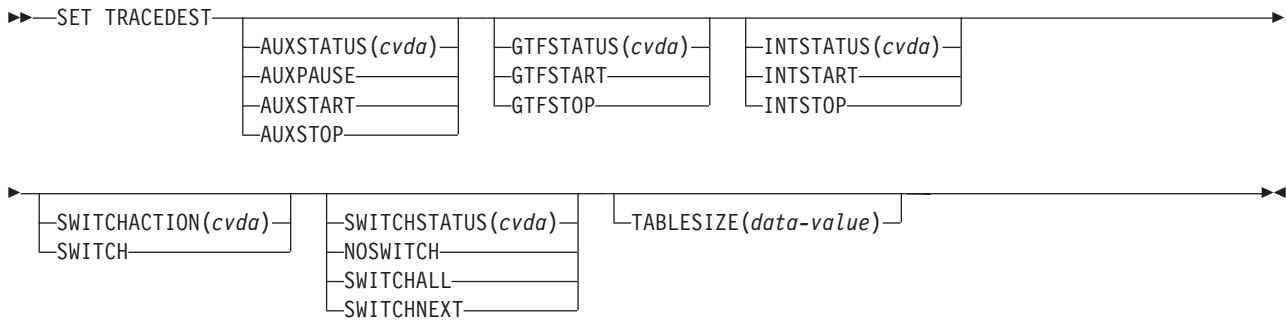 SET TRACEDEST
AUXSTATUS(cvda) GTFSTATUS(cvda) INTSTATUS(cvda)
AUXPAUSE GTFSTART INTSTART
AUXSTART GTFSTOP INTSTOP
AUXSTOP
SWITCHACTION(cvda) SWITCHSTATUS(cvda) TABLESIZE(data-value)
SWITCH NOSWITCH
SWITCHALL
SWITCHNEXT